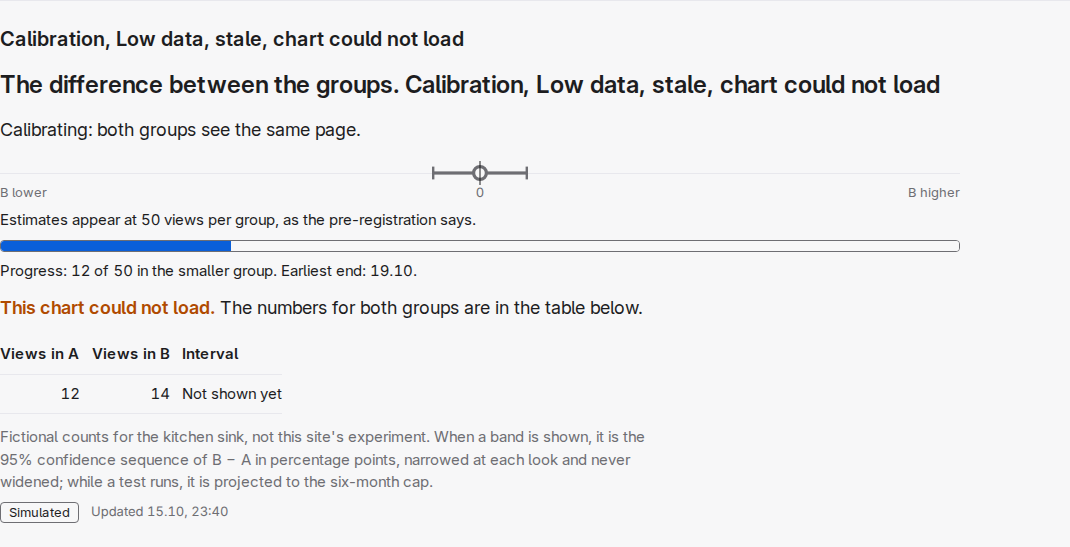 Calibration, Low data, stale, chart could not load
The difference between the groups. Calibration, Low data, stale, chart could not load
Calibrating: both groups see the same page.
B lower 0 B higher
Estimates appear at 50 views per group, as the pre-registration says.
Progress: 12 of 50 in the smaller group. Earliest end: 19.10.
This chart could not load. The numbers for both groups are in the table below.
Views in A Views in B Interval
12 14 Not shown yet
Fictional counts for the kitchen sink, not this site's experiment. When a band is shown, it is the
95% confidence sequence of B − A in percentage points, narrowed at each look and never
widened; while a test runs, it is projected to the six-month cap.
Simulated Updated 15.10, 23:40